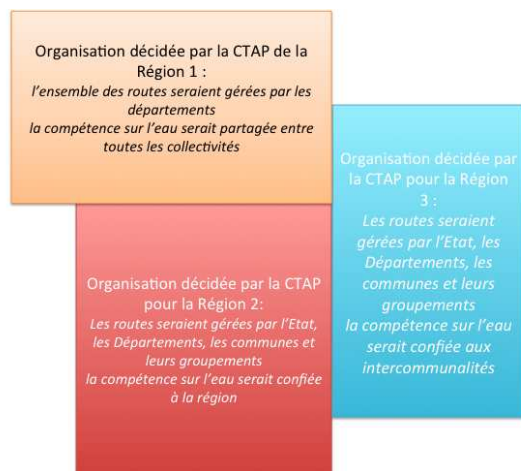 Organisation décidée par la CTAP de la
Région 1 :
l’ensemble des routes seraient gérées par les
départements
la compétence sur l’eau serait partagée entre
toutes les collectivités
Organisation décidée par
la CTAP pour la Région
3 :
Les routes seraient
gérées par l’Etat, les
Départements, les
communes et leurs
groupements
la compétence sur l’eau
serait confiée aux
intercommunalités
Organisation décidée par la CTAP
pour la Région 2:
Les routes seraient gérées par l’Etat,
les Départements, les communes et
leurs groupements
la compétence sur l’eau serait confiée
à la région